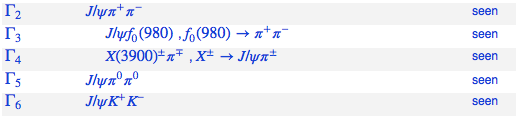 Γ₂ J/ψπ⁺π⁻ seen
Γ₃ J/ψf₀(980) ,f₀(980) → π⁺π⁻ seen
Γ₄ X(3900)±π∓ , X± → J/ψπ± seen
Γ₅ J/ψπ⁰π⁰ seen
Γ₆ J/ψK⁺K⁻ seen